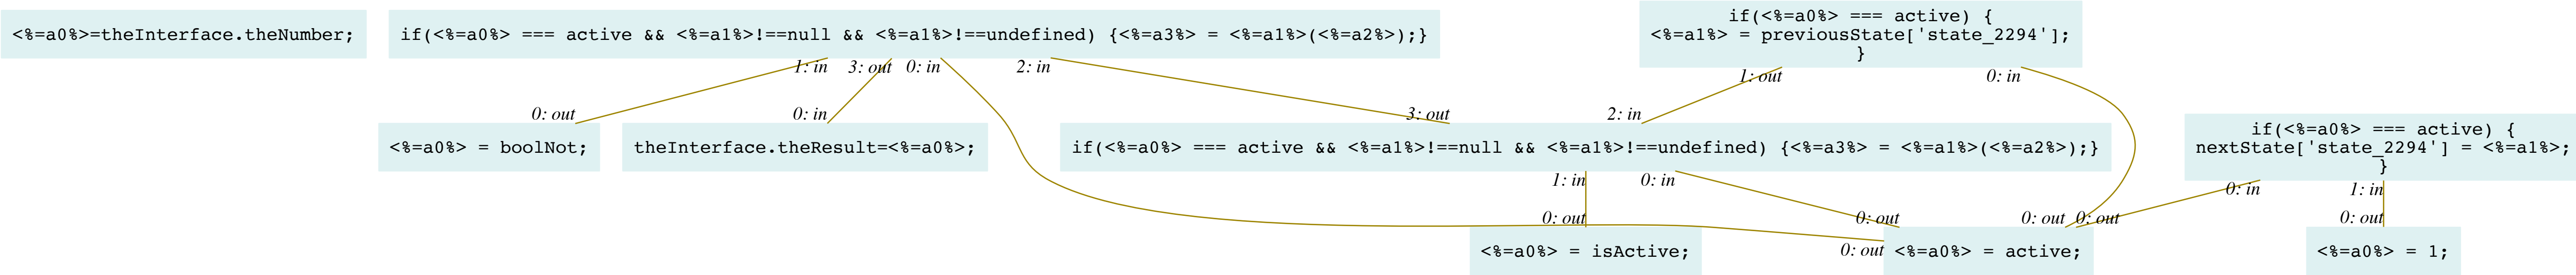 <%=a0%>=theInterface.theNumber;
if(<%=a0%> === active && <%=a1%>!==null && <%=a1%>!==undefined) {<%=a3%> = <%=a1%>(<%=a2%>);}
if(<%=a0%> === active) {
<%=a1%> = previousState['state_2294'];
}
1: in
3: out
0: in
2: in
1: out
0: in
0: out
0: in
3: out
2: in
<%=a0%> = boolNot;
theInterface.theResult=<%=a0%>;
if(<%=a0%> === active && <%=a1%>!==null && <%=a1%>!==undefined) {<%=a3%> = <%=a1%>(<%=a2%>);}
if(<%=a0%> === active) {
nextState['state_2294'] = <%=a1%>;
}
1: in
0: in
0: in
1: in
0: out
0: out
0: out
0: out
0: out
0: out
<%=a0%> = isActive;
<%=a0%> = active;
<%=a0%> = 1;